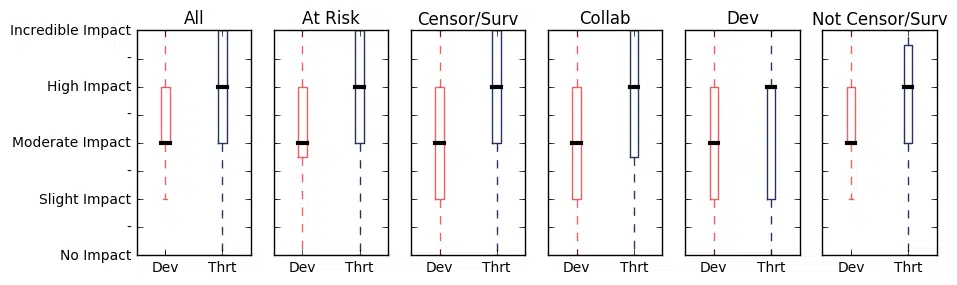 All
At Risk
Censor/Surv
Collab
Dev
Not Censor/Surv
Incredible Impact
-
High Impact
-
Moderate Impact
-
Slight Impact
-
No Impact
Dev Thrt
Dev Thrt
Dev Thrt
Dev Thrt
Dev Thrt
Dev Thrt